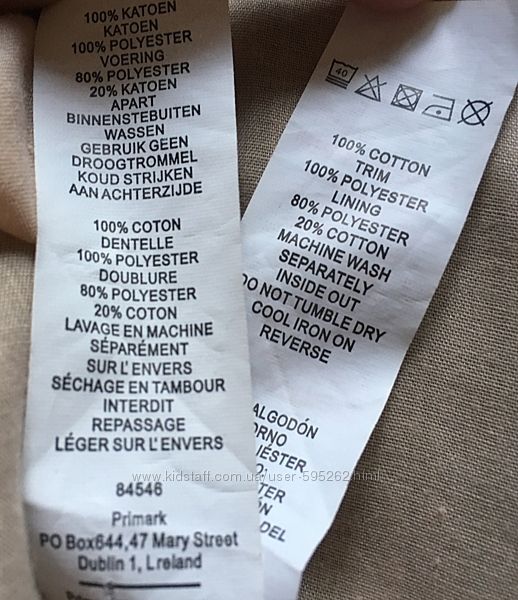 100% KATOEN
KATOEN
100% POLYESTER
VOERING
80% POLYESTER
20% KATOEN
APART
BINNENSTEBUITEN
WASSEN
GEBRUIK GEEN
DROOGTROMMEL
KOUD STRIJKEN
AAN ACHTERZIJDE
100% COTON
DENTELLE
100% POLYESTER
DOUBLURE
80% POLYESTER
20% COTON
LAVAGE EN MACHINE
SÉPARÉMENT
SUR L'ENVERS
SÉCHAGE EN TAMBOUR
INTERDIT
REPASSAGE
LÉGER SUR L'ENVERS
84546
Primark
PO Box644,47 Mary Street
Dublin 1, Lreland
40
100% COTTON
TRIM
100% POLYESTER
LINING
80% POLYESTER
20% COTTON
MACHINE WASH
SEPARATELY
INSIDE OUT
DO NOT TUMBLE DRY
COOL IRON ON
REVERSE
ALGODÓN
www.kidstaff.com.ua/user-595262.html